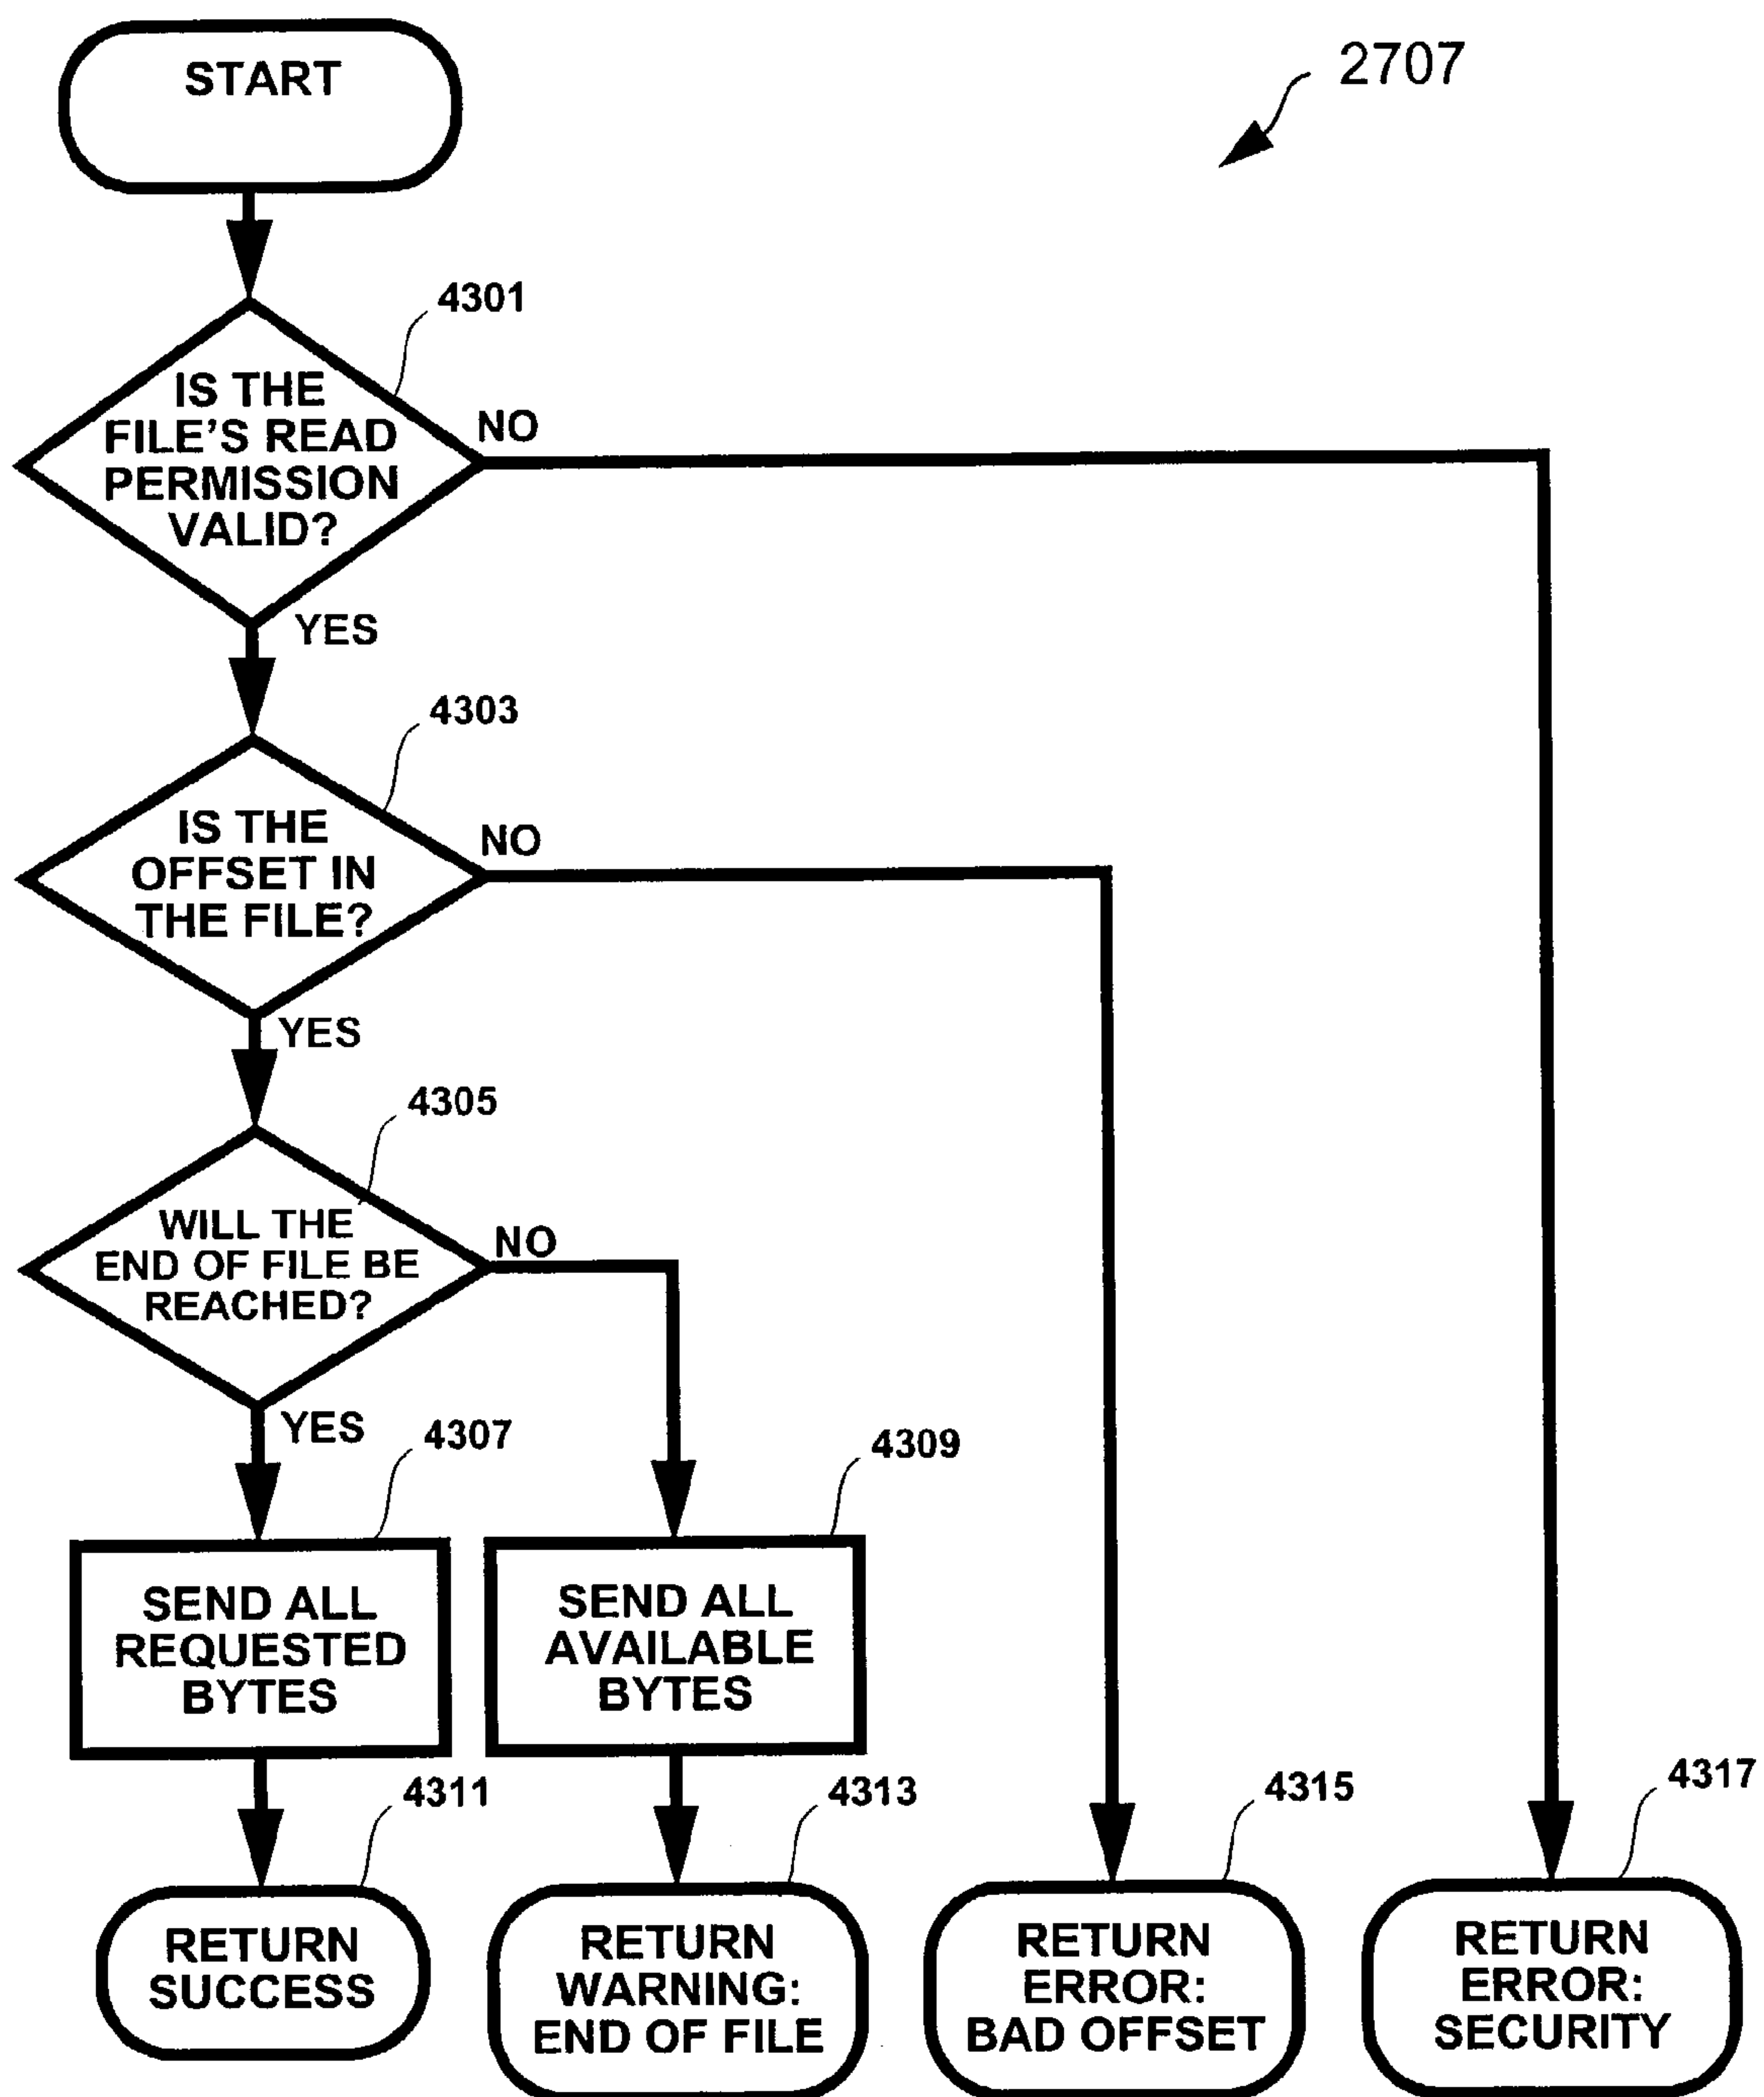 START
2707
4301
IS THE
FILE'S READ
PERMISSION
VALID?
NO
YES
4303
IS THE
OFFSET IN
THE FILE?
NO
YES
4305
WILL THE
END OF FILE BE
REACHED?
NO
YES
4307
4309
SEND ALL
REQUESTED
BYTES
SEND ALL
AVAILABLE
BYTES
4311
4313
4315
4317
RETURN
SUCCESS
RETURN
WARNING:
END OF FILE
RETURN
ERROR:
BAD OFFSET
RETURN
ERROR:
SECURITY